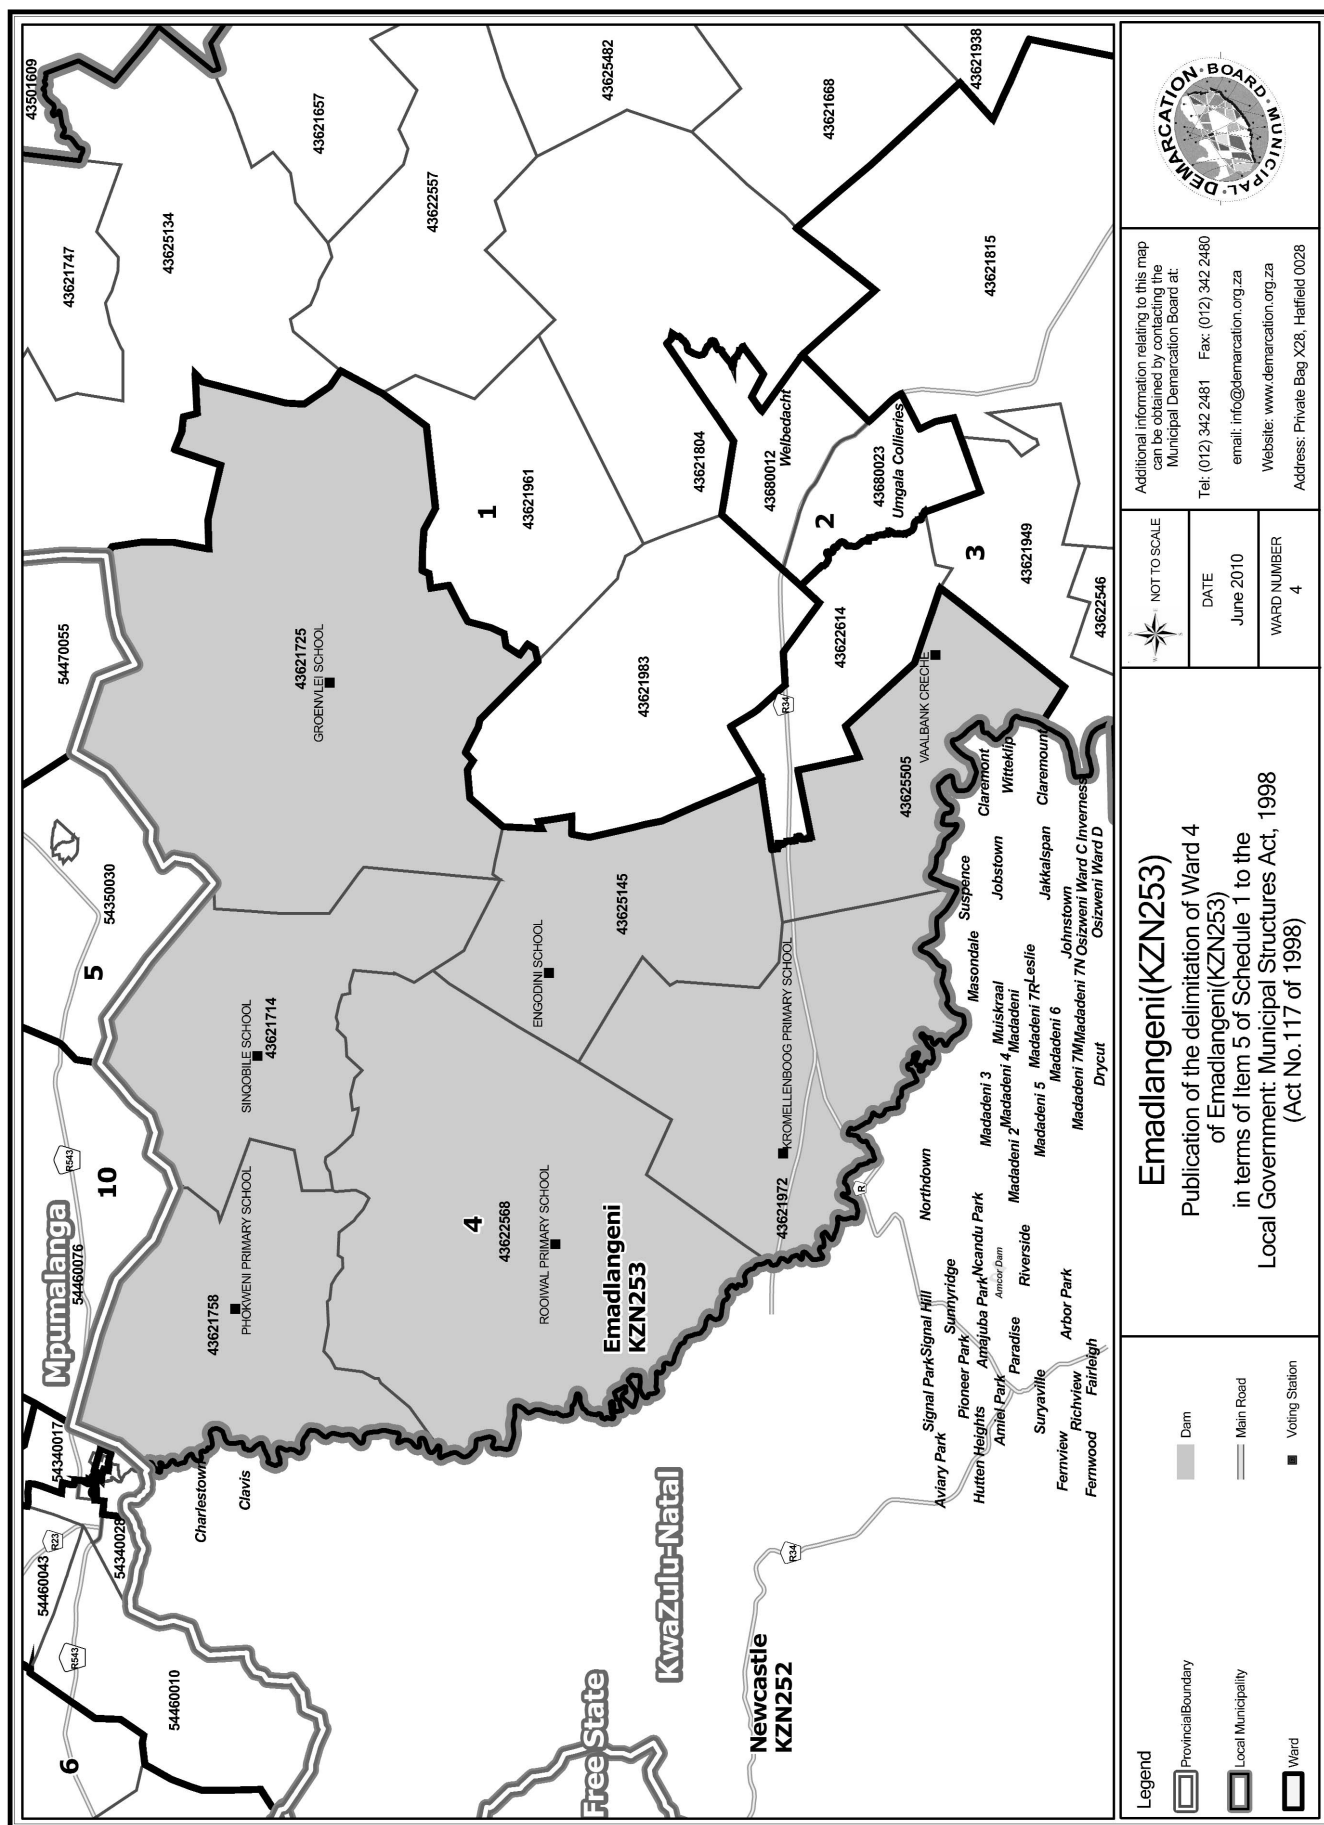 Mpumalanga
Free State
KwaZulu-Natal
Newcastle
KZN252
Emadlangeni
KZN253
6
10
5
4
1
2
3
54460043
R23
54340017
54340028
R543
54460010
54460076
R543
54350030
54470055
43621747
43501609
43625134
43621657
43622557
43625482
43621668
43621938
43621815
43621961
43621804
43680012
Welbedacht
43680023
Umgala Collieries
43621983
43622614
43621949
43622546
R34
43621725
GROENVLEI SCHOOL
SINQOBILE SCHOOL
43621714
43621758
PHOKWENI PRIMARY SCHOOL
43622568
ROOIWAL PRIMARY SCHOOL
ENGODINI SCHOOL
43625145
43621972
KROMELLENBOOG PRIMARY SCHOOL
43625505
VAALBANK CRECHE
Charlestown
Clavis
R34
R
Northdown
Aviary Park
Signal Park
Signal Hill
Sunnyridge
Pioneer Park
Hutten Heights
Amajuba Park
Ncandu Park
Amcor Dam
Amiel Park
Paradise
Riverside
Suryaville
Arbor Park
Fernview
Richview
Fernwood
Fairleigh
Suspence
Masondale
Claremont
Witteklip
Jobstown
Claremount
Jakkalspan
Madadeni 3
Madadeni 4
Muiskraal
Madadeni
Madadeni 2
Madadeni 7R
Leslie
Madadeni 5
Madadeni 6
Johnstown
Madadeni 7M
Madadeni 7N
Osizweni Ward C
Inverness
Drycut
Osizweni Ward D
Legend
ProvincialBoundary
Local Municipality
Ward
Dam
Main Road
Voting Station
Emadlangeni(KZN253)
Publication of the delimitation of Ward 4
of Emadlangeni(KZN253)
in terms of Item 5 of Schedule 1 to the
Local Government: Municipal Structures Act, 1998
(Act No.117 of 1998)
N
NOT TO SCALE
DATE
June 2010
WARD NUMBER
4
Additional information relating to this map
can be obtained by contacting the
Municipal Demarcation Board at:
Tel: (012) 342 2481 Fax: (012) 342 2480
email: info@demarcation.org.za
Website: www.demarcation.org.za
Address: Private Bag X28, Hatfield 0028
MUNICIPAL · DEMARCATION · BOARD